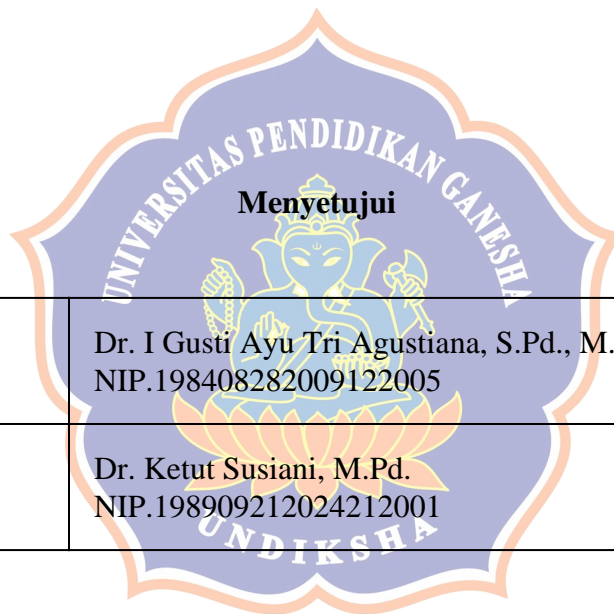 UNIVERSITAS PENDIDIKAN GANESHA
Menyetujui
Dr. I Gusti Ayu Tri Agustiana, S.Pd., M.
NIP.198408282009122005
Dr. Ketut Susiani, M.Pd.
NIP.198909212024212001
UNDIKSHA